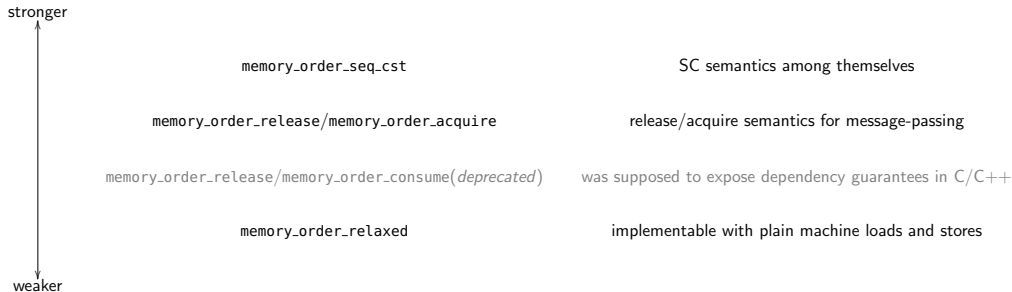 stronger
memory_order_seq_cst SC semantics among themselves
memory_order_release/memory_order_acquire release/acquire semantics for message-passing
memory_order_release/memory_order_consume(deprecated) was supposed to expose dependency guarantees in C/C++
memory_order_relaxed implementable with plain machine loads and stores
weaker